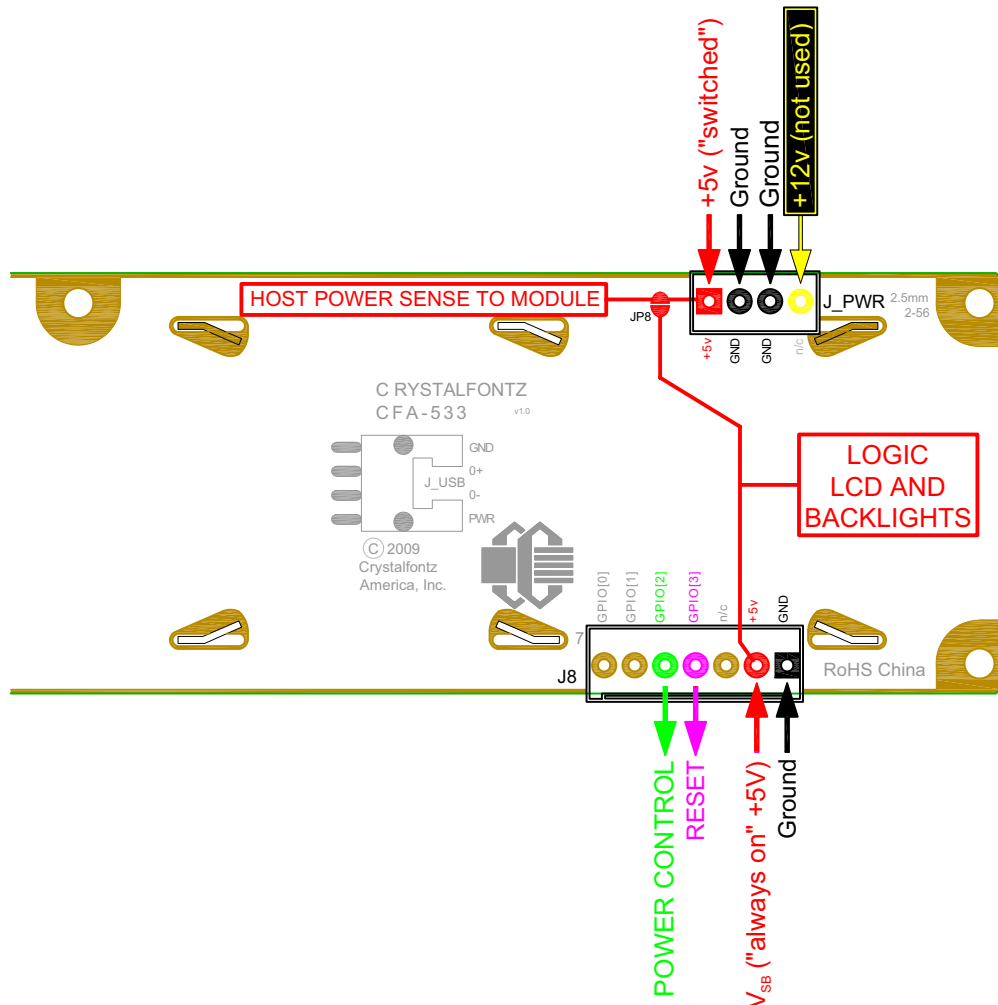 +5v ("switched")
Ground
Ground
+12v (not used)
HOST POWER SENSE TO MODULE
JP8
J_PWR
2.5mm
2-56
+5v
GND
GND
n/c
C RYSTALFONTZ
CFA-533
v1.0
GND
0+
J_USB
0-
PWR
© 2009
Crystalfontz
America, Inc.
LOGIC
LCD AND
BACKLIGHTS
GPIO[0]
GPIO[1]
GPIO[2]
GPIO[3]
n/c
+5v
GND
7
J8
RoHS China
POWER CONTROL
RESET
VSB ("always on" +5V)
Ground